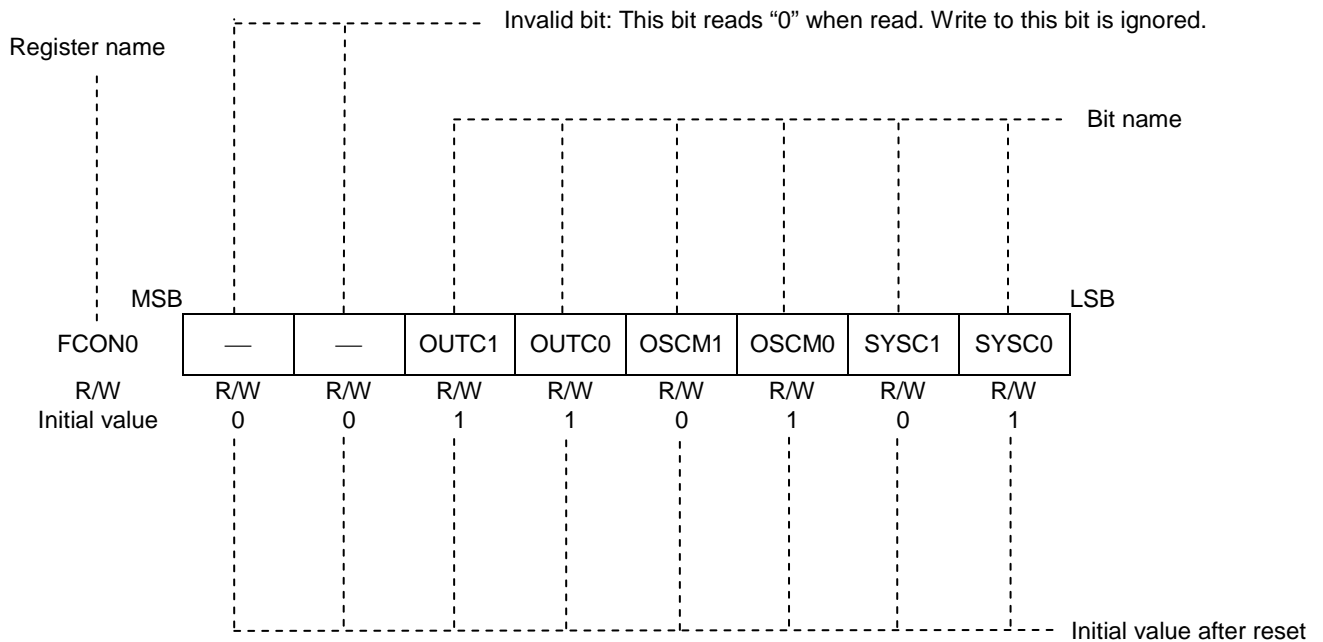 Invalid bit: This bit reads “0” when read. Write to this bit is ignored.
Register name
Bit name
MSB LSB
FCON0 — — OUTC1 OUTC0 OSCM1 OSCM0 SYSC1 SYSC0
R/W R/W R/W R/W R/W R/W R/W R/W R/W
Initial value 0 0 1 1 0 1 0 1
Initial value after reset